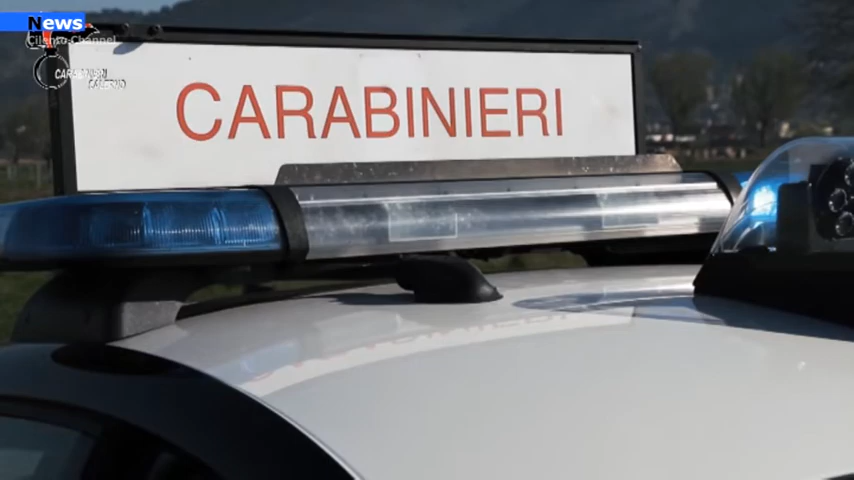 News
Cilento Channel
CARABINIERI
SALERNO
CARABINIERI